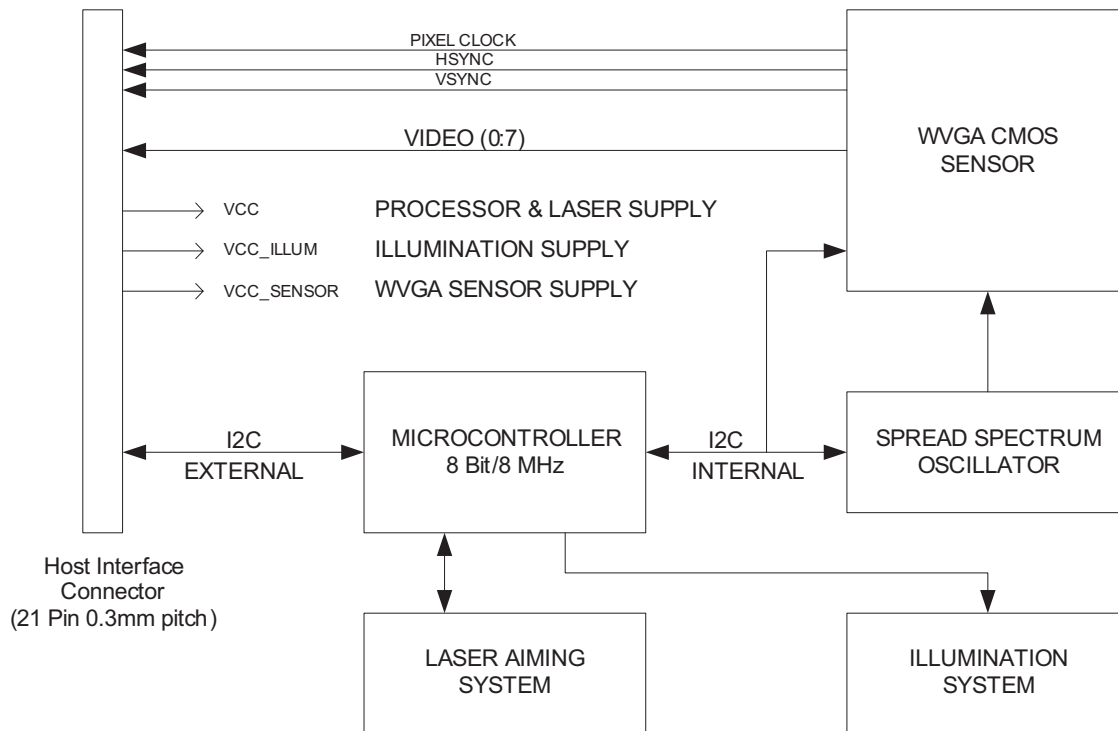 PIXEL CLOCK
HSYNC
VSYNC
VIDEO (0:7)
WVGA CMOS
SENSOR
VCC PROCESSOR & LASER SUPPLY
VCC_ILLUM ILLUMINATION SUPPLY
VCC_SENSOR WVGA SENSOR SUPPLY
I2C
EXTERNAL
MICROCONTROLLER
8 Bit/8 MHz
I2C
INTERNAL
SPREAD SPECTRUM
OSCILLATOR
Host Interface
Connector
(21 Pin 0.3mm pitch)
LASER AIMING
SYSTEM
ILLUMINATION
SYSTEM